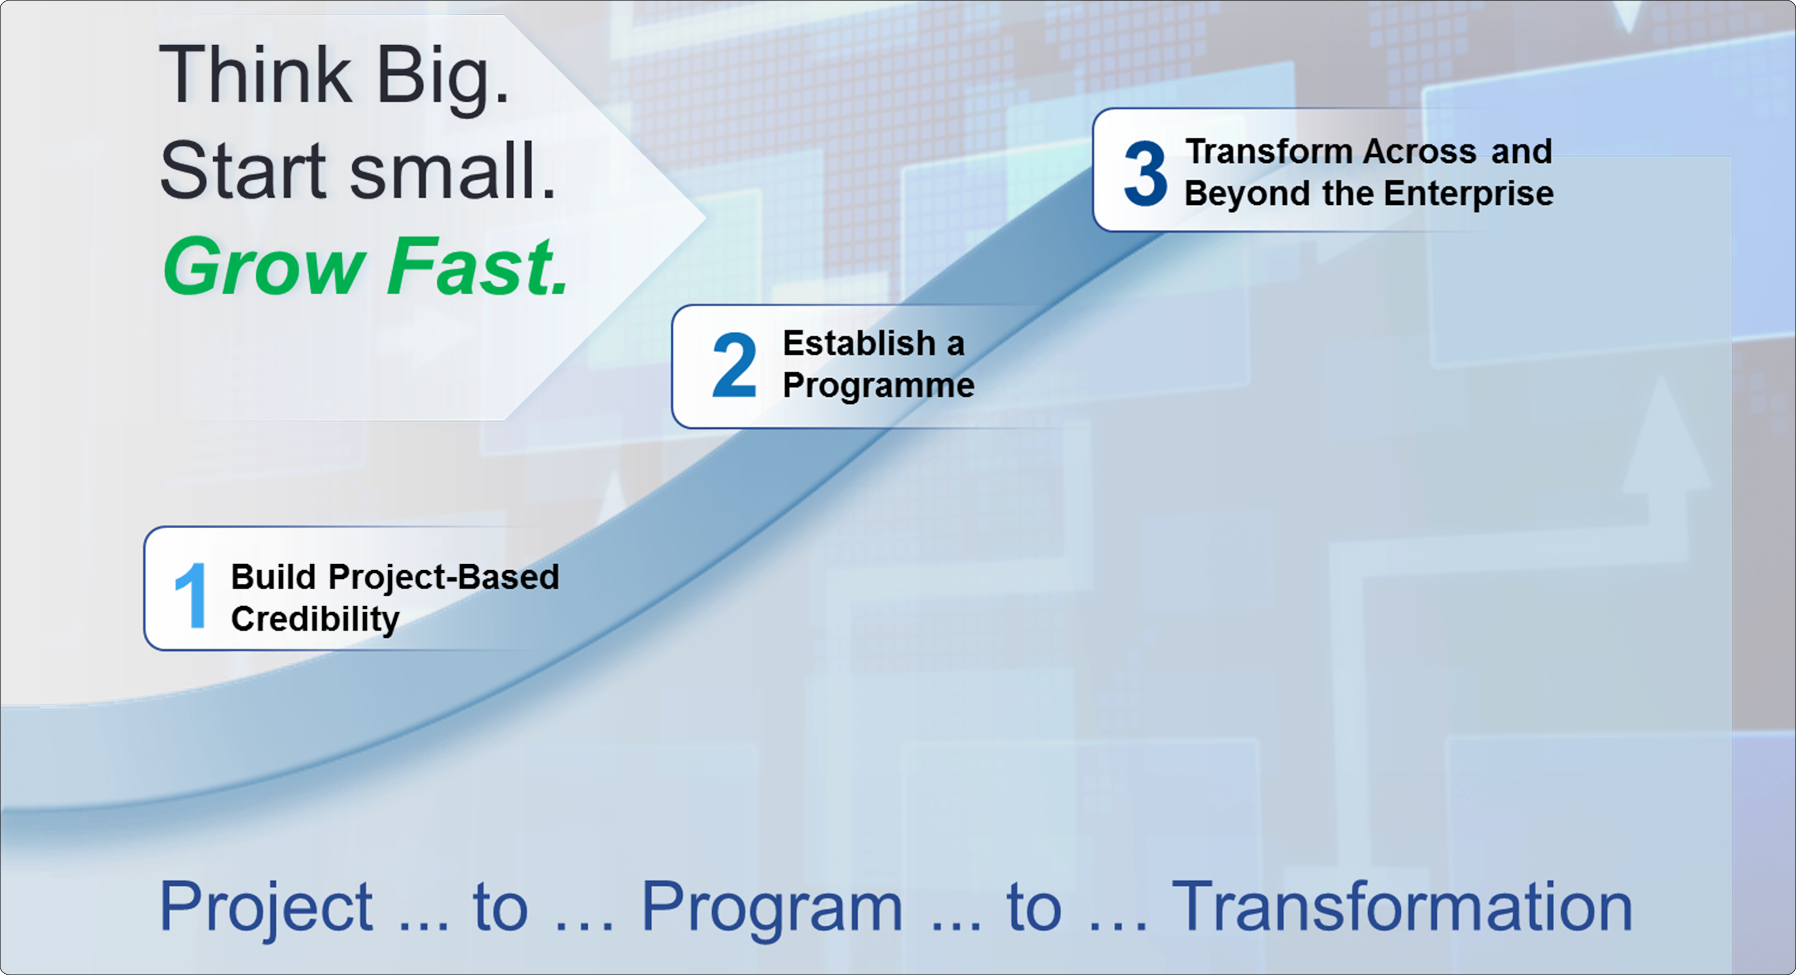 Think Big.
Start small.
Grow Fast.
3
Transform Across and
Beyond the Enterprise
2
Establish a
Programme
1
Build Project-Based
Credibility
Project ... to … Program ... to … Transformation